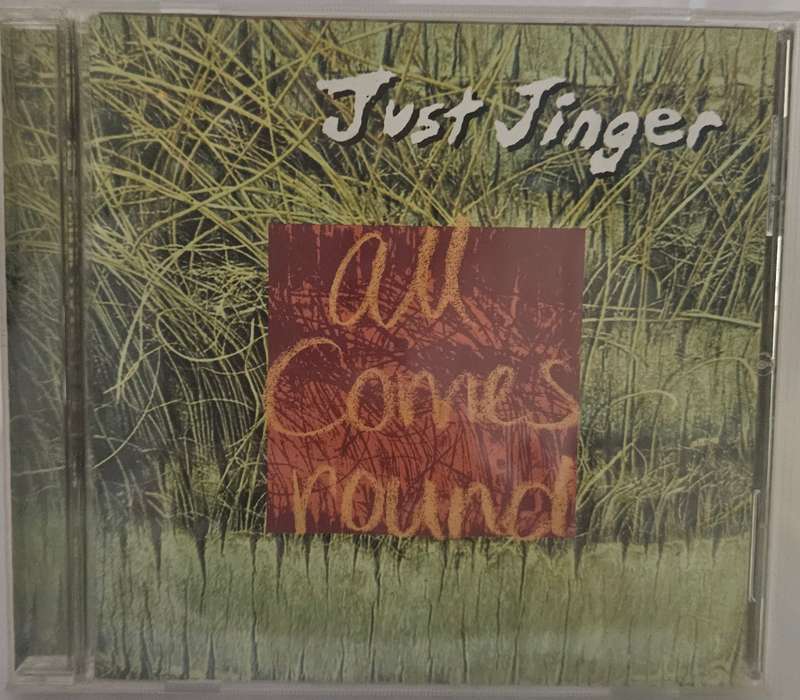 Just Jinger
all
Comes
round